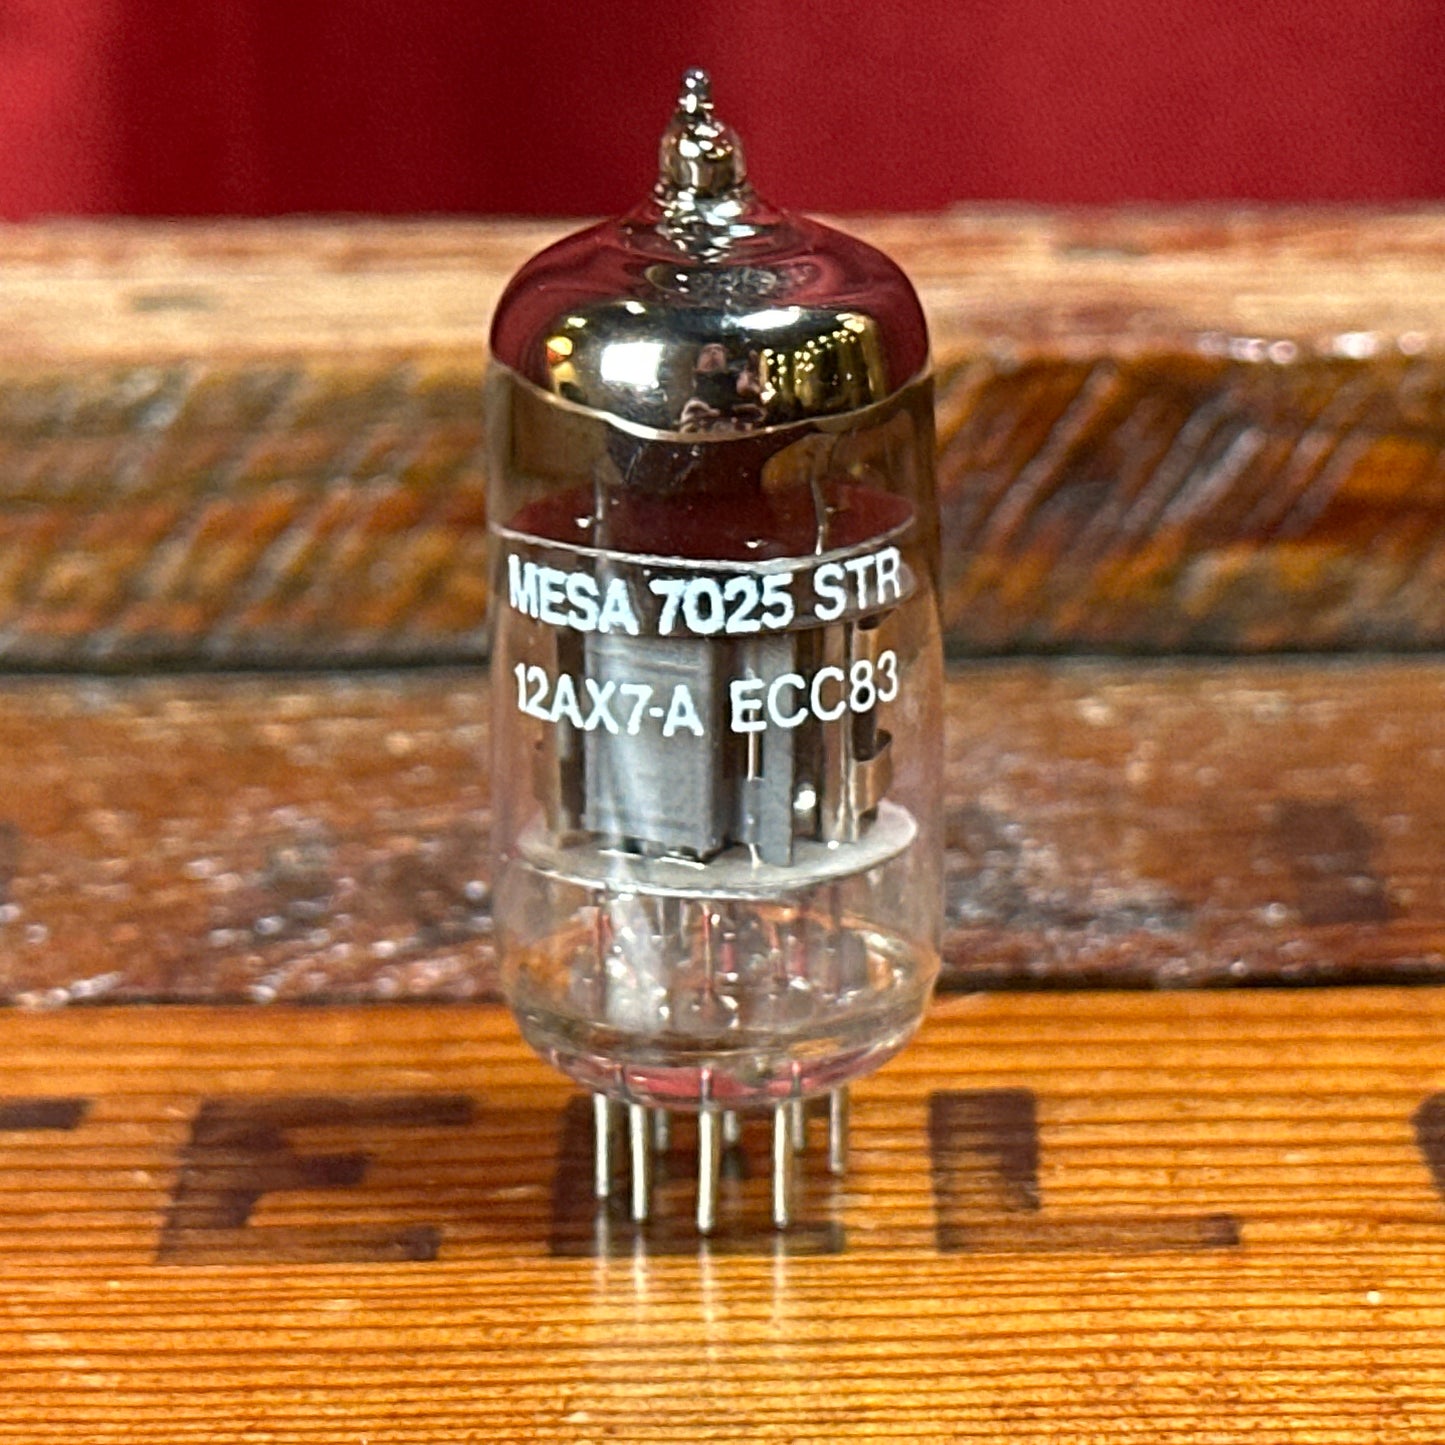 MESA 7025 STR
12AX7-A ECC83